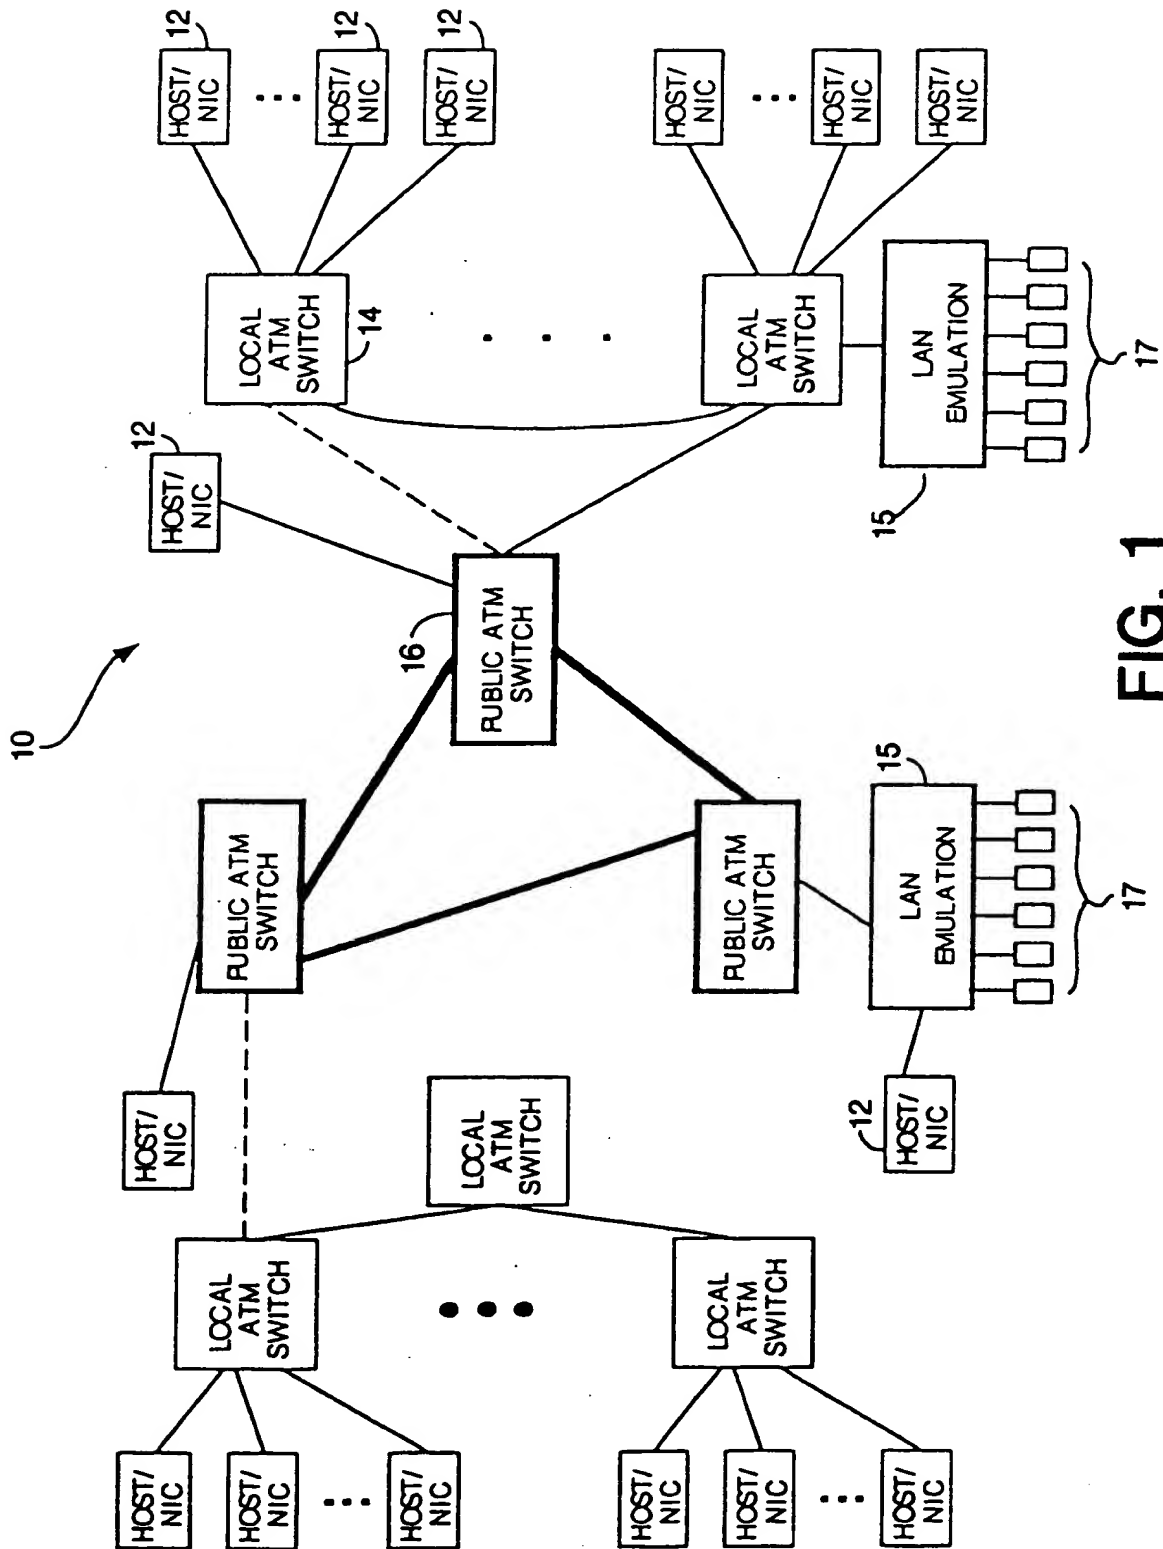 10
HOST/
NIC
HOST/
NIC
12
HOST/
NIC
12
HOST/
NIC
LOCAL
ATM
SWITCH
PUBLIC ATM
SWITCH
LOCAL
ATM
SWITCH
14
HOST/
NIC
12
HOST/
NIC
HOST/
NIC
12
HOST/
NIC
LOCAL
ATM
SWITCH
16
PUBLIC ATM
SWITCH
12
HOST/
NIC
HOST/
NIC
HOST/
NIC
LOCAL
ATM
SWITCH
PUBLIC ATM
SWITCH
LOCAL
ATM
SWITCH
HOST/
NIC
HOST/
NIC
HOST/
NIC
12
HOST/
NIC
15
LAN
EMULATION
15
LAN
EMULATION
HOST/
NIC
17
17
FIG. 1